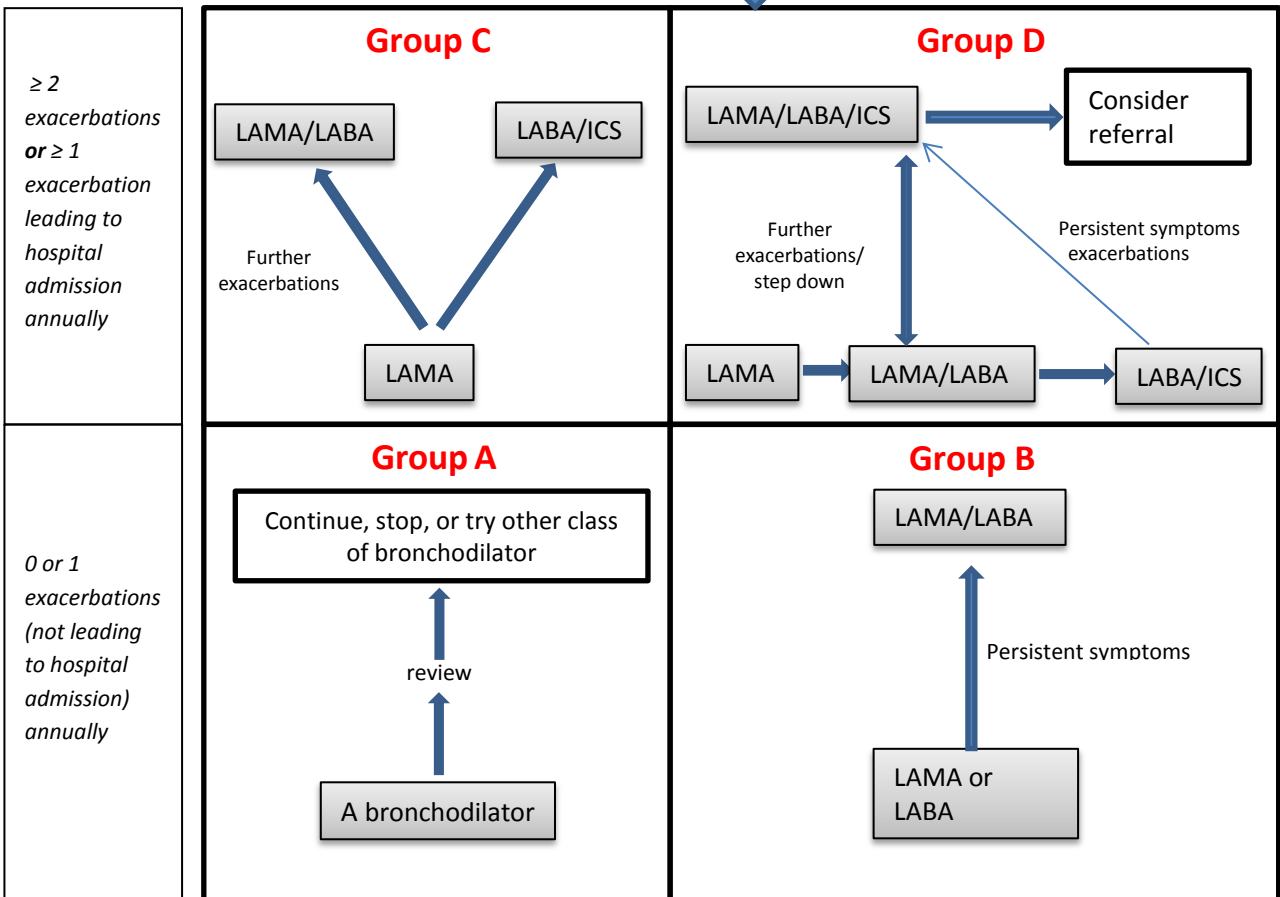 ≥ 2
exacerbations
or ≥ 1
exacerbation
leading to
hospital
admission
annually
Group C
LAMA/LABA
LABA/ICS
Further
exacerbations
LAMA
Group D
LAMA/LABA/ICS
Consider
referral
Further
exacerbations/
step down
Persistent symptoms
exacerbations
LAMA
LAMA/LABA
LABA/ICS
0 or 1
exacerbations
(not leading
to hospital
admission)
annually
Group A
Continue, stop, or try other class
of bronchodilator
review
A bronchodilator
Group B
LAMA/LABA
Persistent symptoms
LAMA or
LABA